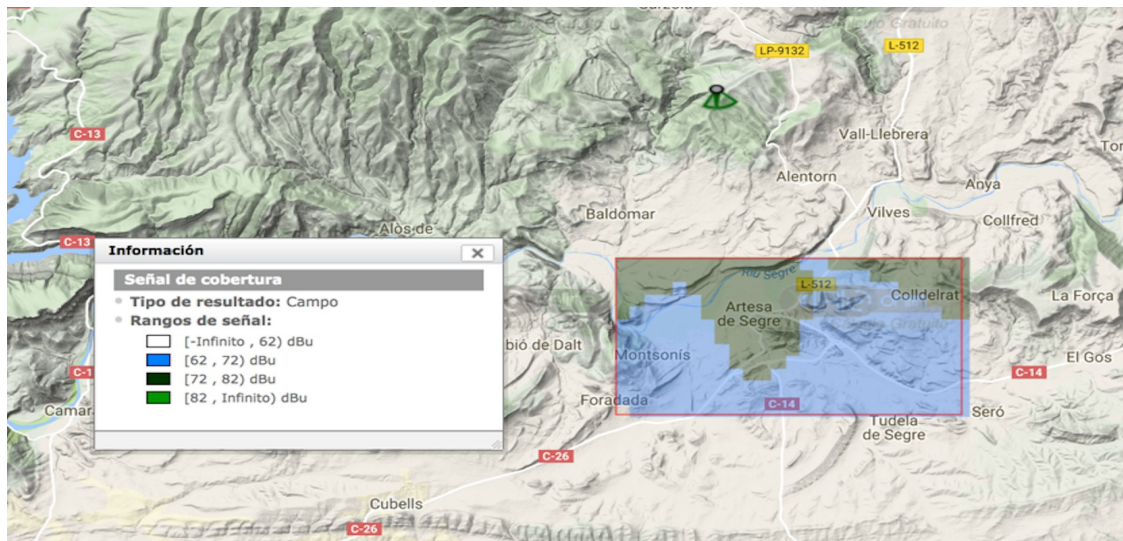 LP-9132
L-512
C-13
Vall-Llebrera
Alentorn
Anya
Baldomar
Vilves
Collfred
Alòs de
C-13
Información
Señal de cobertura
Tipo de resultado: Campo
Rangos de señal:
[-Infinito , 62) dBu
[62 , 72) dBu
[72 , 82) dBu
[82 , Infinito) dBu
Riu Segre
L-512
Colldelrat
La Força
Artesa
de Segre
bió de Dalt
Montsonís
El Gos
C-14
Foradada
C-14
Seró
Tudela
de Segre
Camar
C-26
Cubells
C-26